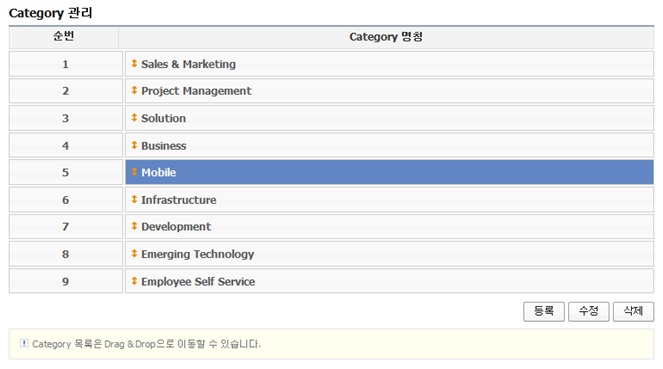 Category 관리
순번 Category 명칭
1 Sales & Marketing
2 Project Management
3 Solution
4 Business
5 Mobile
6 Infrastructure
7 Development
8 Emerging Technology
9 Employee Self Service
등록 수정 삭제
Category 목록은 Drag & Drop으로 이동할 수 있습니다.